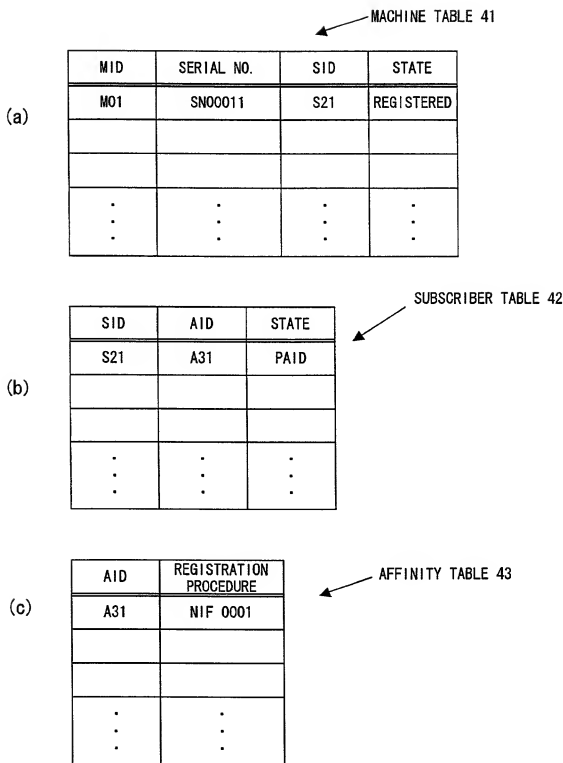 MACHINE TABLE 41
(a)
MID SERIAL NO. SID STATE
M01 SN00011 S21 REGISTERED
SUBSCRIBER TABLE 42
(b)
SID AID STATE
S21 A31 PAID
AFFINITY TABLE 43
(c)
AID REGISTRATION
PROCEDURE
A31 NIF 0001